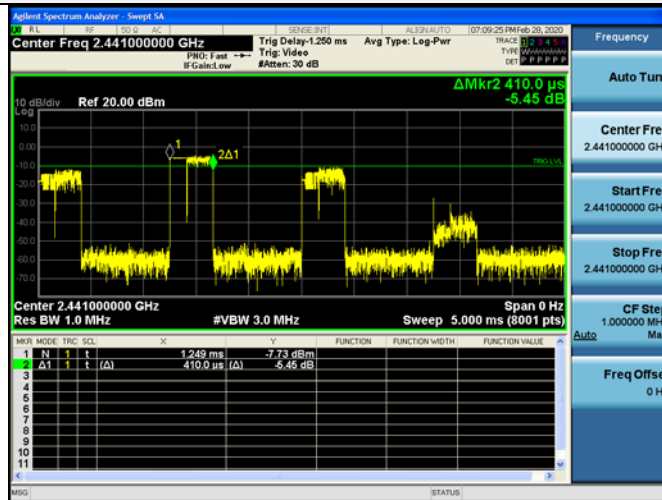 Agilent Spectrum Analyzer - Swept SA
RL RF 50 Ω AC SENSE:INT ALIGN AUTO 07:09:25 PM Feb 28, 2020
Center Freq 2.441000000 GHz
PNO: Fast
IFGain:Low
Trig Delay-1.250 ms
Trig: Video
#Atten: 30 dB
Avg Type: Log-Pwr
TRACE 1 2 3 4 5 6
TYPE
DET P P P P P P
ΔMkr2 410.0 µs
-5.45 dB
10 dB/div Ref 20.00 dBm
Log
10.0
0.00
-10.0
-20.0
-30.0
-40.0
-50.0
-60.0
-70.0
1
2Δ1
TRIG LVL
Center 2.441000000 GHz Span 0 Hz
Res BW 1.0 MHz #VBW 3.0 MHz Sweep 5.000 ms (8001 pts)
MKR MODE TRC SCL X Y FUNCTION FUNCTION WIDTH FUNCTION VALUE
1 N 1 t 1.249 ms -7.73 dBm
2 Δ1 1 t (Δ) 410.0 µs (Δ) -5.45 dB
3
4
5
6
7
8
9
10
11
MSG STATUS
Frequency
Auto Tun
Center Fre
2.441000000 GH
Start Fre
2.441000000 GH
Stop Fre
2.441000000 GH
CF Step
1.000000 MH
Auto Ma
Freq Offse
0 H